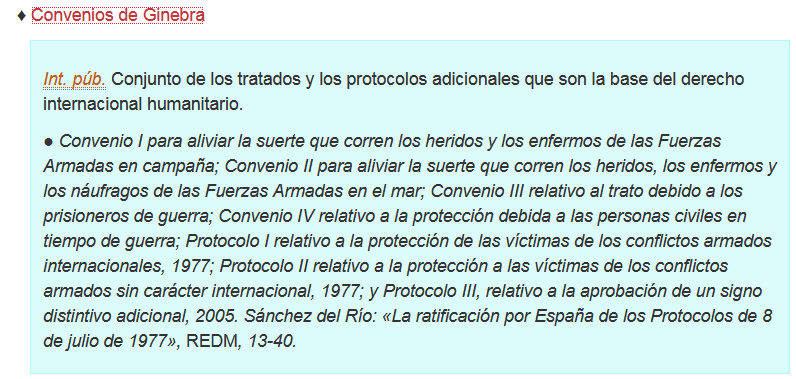 ♦ Convenios de Ginebra
Int. púb. Conjunto de los tratados y los protocolos adicionales que son la base del derecho
internacional humanitario.
● Convenio I para aliviar la suerte que corren los heridos y los enfermos de las Fuerzas
Armadas en campaña; Convenio II para aliviar la suerte que corren los heridos, los enfermos y
los náufragos de las Fuerzas Armadas en el mar; Convenio III relativo al trato debido a los
prisioneros de guerra; Convenio IV relativo a la protección debida a las personas civiles en
tiempo de guerra; Protocolo I relativo a la protección de las víctimas de los conflictos armados
internacionales, 1977; Protocolo II relativo a la protección a las víctimas de los conflictos
armados sin carácter internacional, 1977; y Protocolo III, relativo a la aprobación de un signo
distintivo adicional, 2005. Sánchez del Río: «La ratificación por España de los Protocolos de 8
de julio de 1977», REDM, 13-40.